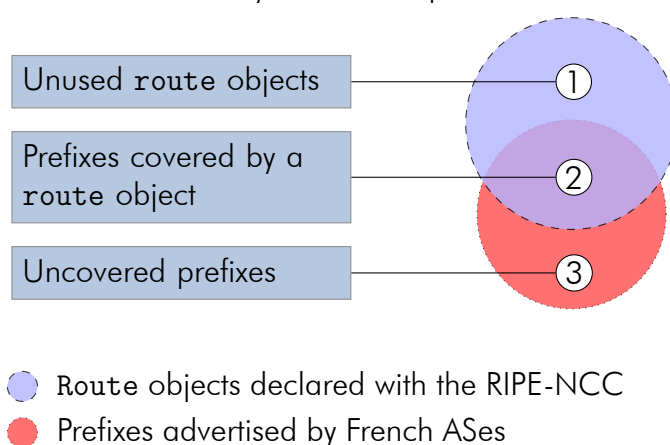 Unused route objects
1
Prefixes covered by a
route object
2
Uncovered prefixes
3
Route objects declared with the RIPE-NCC
Prefixes advertised by French ASes